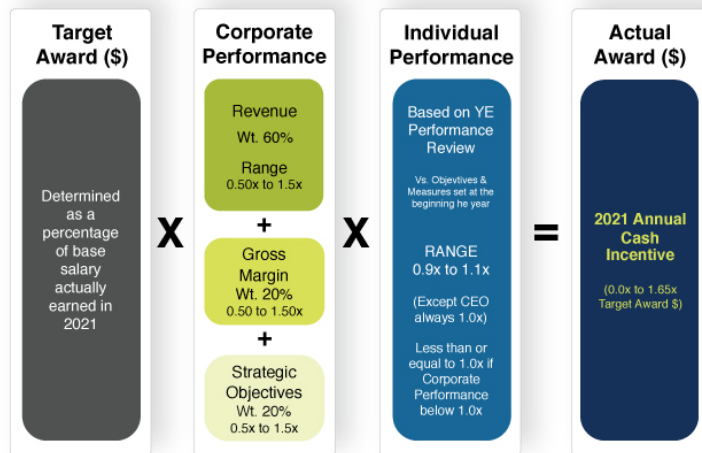 Target
Award ($)
Determined
as a
percentage
of base
salary
actually
earned in
2021
X
Corporate
Performance
Revenue
Wt. 60%
Range
0.50x to 1.5x
+
Gross
Margin
Wt. 20%
0.50 to 1.50x
+
Strategic
Objectives
Wt. 20%
0.5x to 1.5x
X
Individual
Performance
Based on YE
Performance
Review
Vs. Objevtives &
Measures set at the
beginning he year
RANGE
0.9x to 1.1x
(Except CEO
always 1.0x)
Less than or
equal to 1.0x if
Corporate
Performance
below 1.0x
=
Actual
Award ($)
2021 Annual
Cash
Incentive
(0.0x to 1.65x
Target Award $)